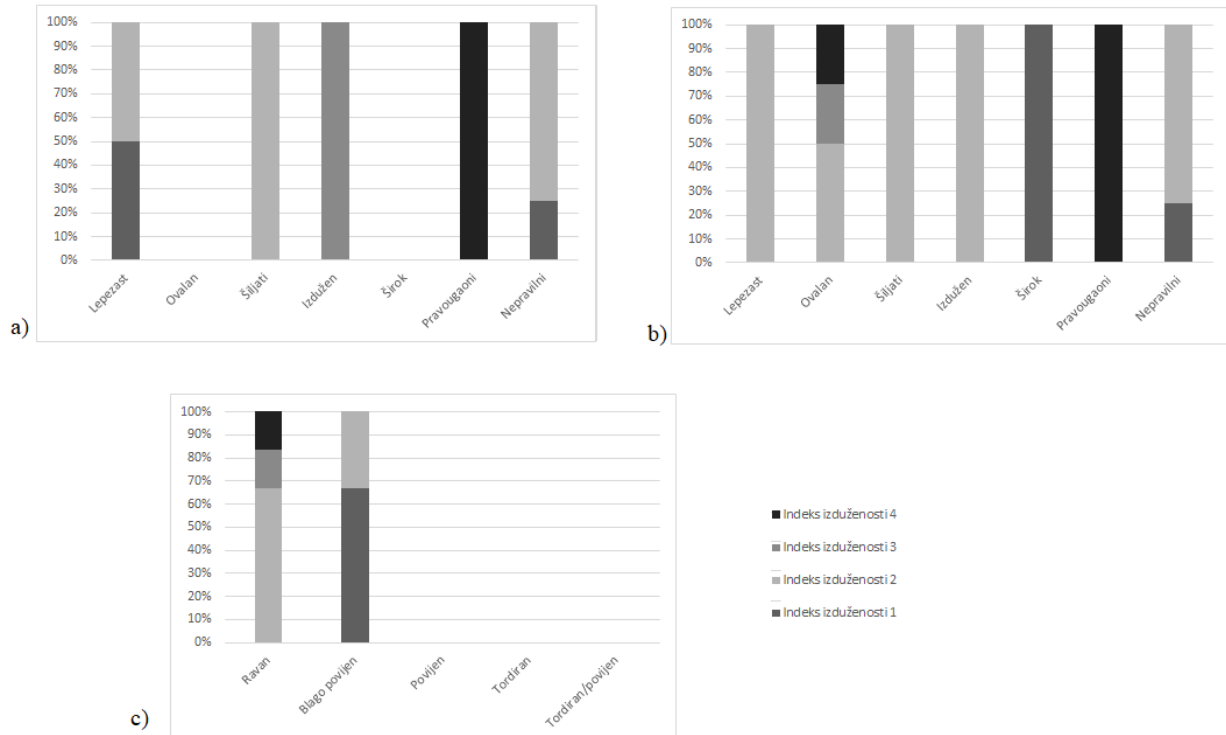 100%
90%
80%
70%
60%
50%
40%
30%
20%
10%
0%
Lepezast
Ovalan
Šiljati
Izdužen
Širok
Pravougaoni
Nepravilni
a)
100%
90%
80%
70%
60%
50%
40%
30%
20%
10%
0%
Lepezast
Ovalan
Šiljati
Izdužen
Širok
Pravougaoni
Nepravilni
b)
100%
90%
80%
70%
60%
50%
40%
30%
20%
10%
0%
Ravan
Blago povijen
Povijen
Tordiran
Tordiran/povijen
c)
Indeks izduženosti 4
Indeks izduženosti 3
Indeks izduženosti 2
Indeks izduženosti 1